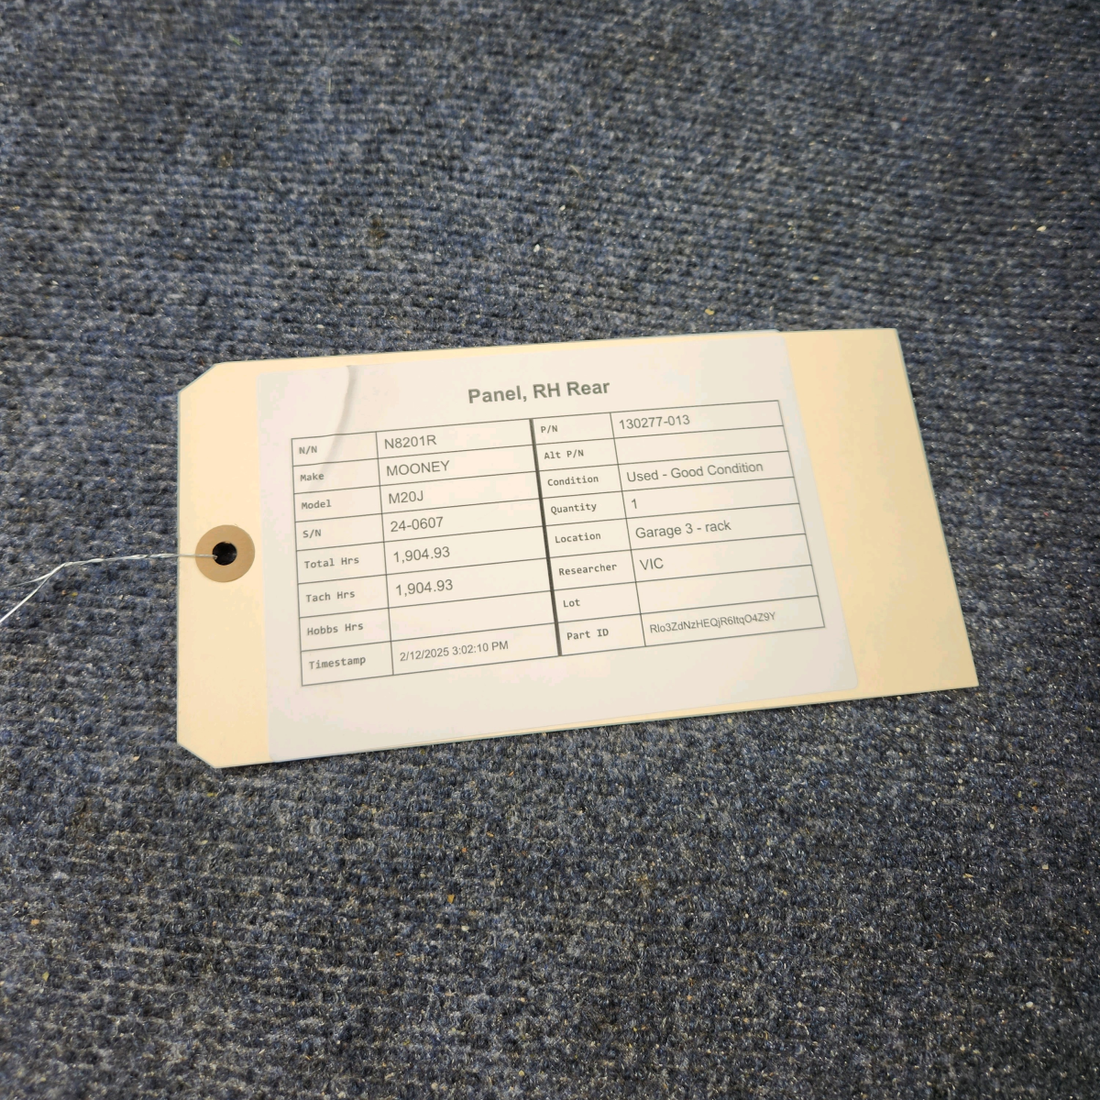 Panel, RH Rear
N/N N8201R
Make MOONEY
Model M20J
S/N 24-0607
Total Hrs 1,904.93
Tach Hrs 1,904.93
Hobbs Hrs
Timestamp 2/12/2025 3:02:10 PM
P/N 130277-013
Alt P/N
Condition Used - Good Condition
Quantity 1
Location Garage 3 - rack
Researcher VIC
Lot
Part ID